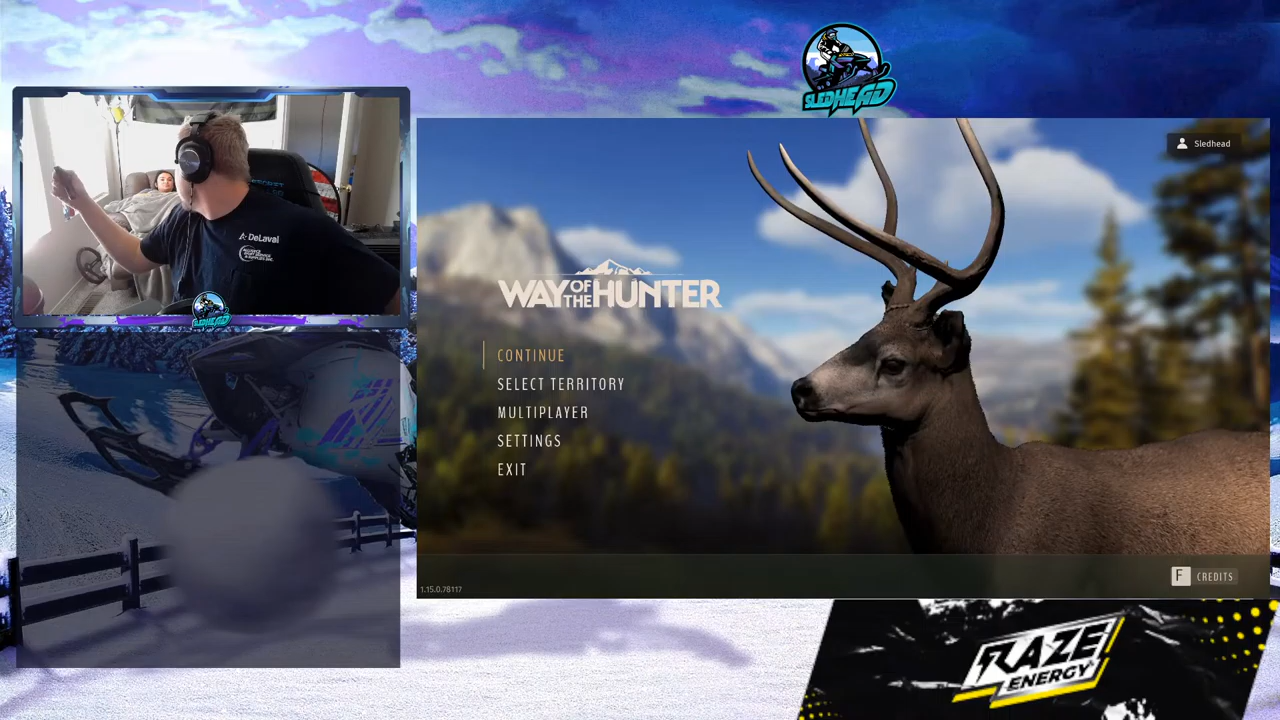 SLEDHEAD
Sledhead
A DeLaval
SLEDHEAD
WAY OF THE HUNTER
CONTINUE
SELECT TERRITORY
MULTIPLAYER
SETTINGS
EXIT
F CREDITS
1.15.0.78117
RAZE
ENERGY